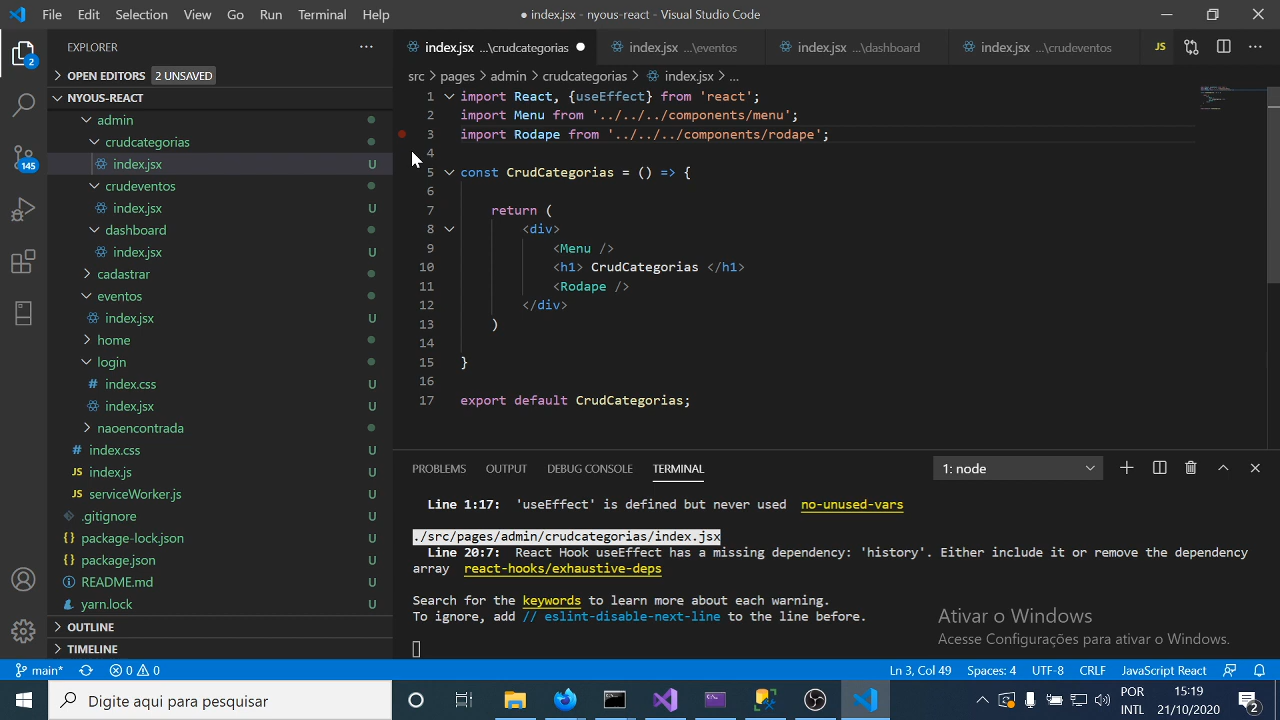 File Edit Selection View Go Run Terminal Help
● index.jsx - nyous-react - Visual Studio Code
EXPLORER
OPEN EDITORS 2 UNSAVED
NYOUS-REACT
admin
crudcategorias
index.jsx U
crudeventos
index.jsx U
dashboard
index.jsx U
cadastrar
eventos
index.jsx U
home
login
# index.css U
index.jsx U
naoencontrada
# index.css U
JS index.js U
JS serviceWorker.js U
.gitignore U
{} package-lock.json U
{} package.json U
README.md U
yarn.lock U
OUTLINE
TIMELINE
2
145
index.jsx ...\crudcategorias ●
index.jsx ...\eventos
index.jsx ...\dashboard
index.jsx ...\crudeventos
JS
src > pages > admin > crudcategorias > index.jsx > ...
1 import React, {useEffect} from 'react';
2 import Menu from '../../../components/menu';
3 import Rodape from '../../../components/rodape';
4
5 const CrudCategorias = () => {
6
7 return (
8 <div>
9 <Menu />
10 <h1> CrudCategorias </h1>
11 <Rodape />
12 </div>
13 )
14
15 }
16
17 export default CrudCategorias;
PROBLEMS OUTPUT DEBUG CONSOLE TERMINAL
1: node
Line 1:17: 'useEffect' is defined but never used no-unused-vars
./src/pages/admin/crudcategorias/index.jsx
Line 20:7: React Hook useEffect has a missing dependency: 'history'. Either include it or remove the dependency
array react-hooks/exhaustive-deps
Search for the keywords to learn more about each warning.
To ignore, add // eslint-disable-next-line to the line before.
Ativar o Windows
Acesse Configurações para ativar o Windows.
main* 0 0
Ln 3, Col 49 Spaces: 4 UTF-8 CRLF JavaScript React
Digite aqui para pesquisar
POR
INTL
15:19
21/10/2020
2